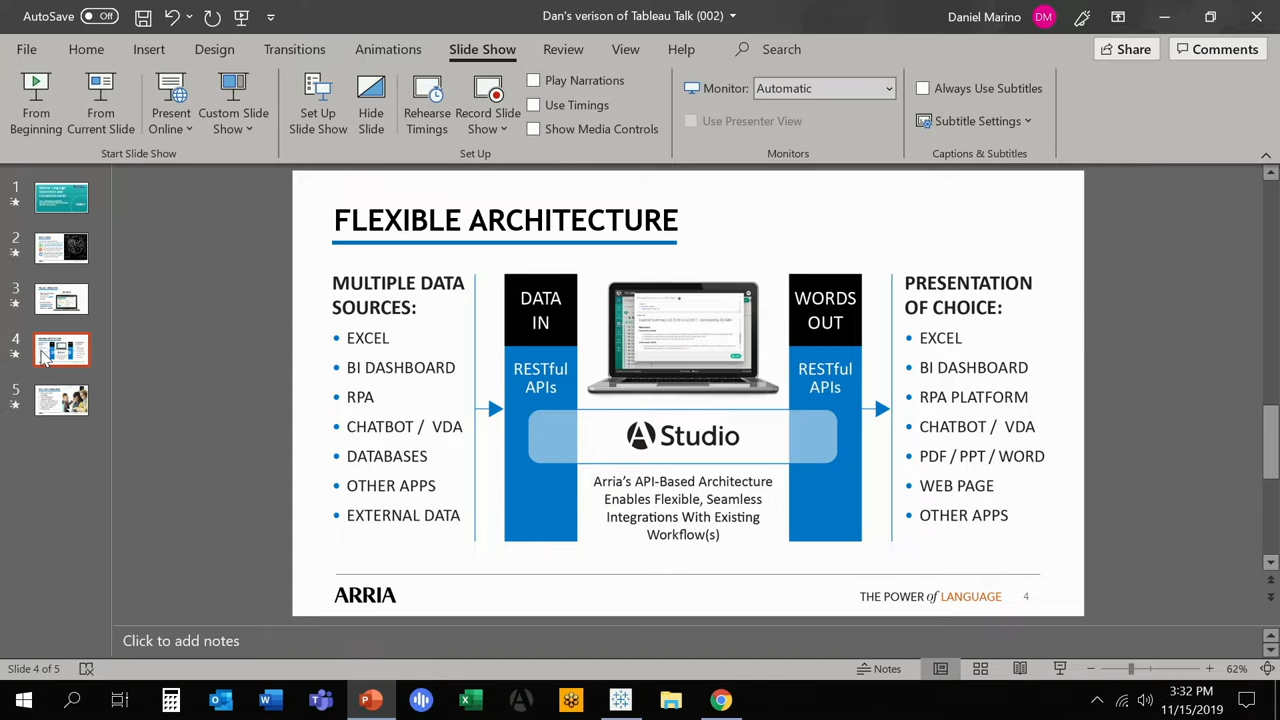 AutoSave Off
Dan's verison of Tableau Talk (002)
Daniel Marino DM
File Home Insert Design Transitions Animations Slide Show Review View Help Search
Share Comments
From Beginning
From Current Slide
Present Online
Custom Slide Show
Set Up Slide Show
Hide Slide
Rehearse Timings
Record Slide Show
Play Narrations
Use Timings
Show Media Controls
Monitor: Automatic
Use Presenter View
Always Use Subtitles
Subtitle Settings
Start Slide Show
Set Up
Monitors
Captions & Subtitles
1
2
3
5
FLEXIBLE ARCHITECTURE
MULTIPLE DATA
SOURCES:
• EXCEL
• BI DASHBOARD
• RPA
• CHATBOT / VDA
• DATABASES
• OTHER APPS
• EXTERNAL DATA
DATA
IN
RESTful
APIs
Studio
Arria's API-Based Architecture
Enables Flexible, Seamless
Integrations With Existing
Workflow(s)
WORDS
OUT
RESTful
APIs
PRESENTATION
OF CHOICE:
• EXCEL
• BI DASHBOARD
• RPA PLATFORM
• CHATBOT / VDA
• PDF / PPT / WORD
• WEB PAGE
• OTHER APPS
ARRIA
THE POWER of LANGUAGE 4
Click to add notes
Slide 4 of 5
Notes
62%
3:32 PM
11/15/2019